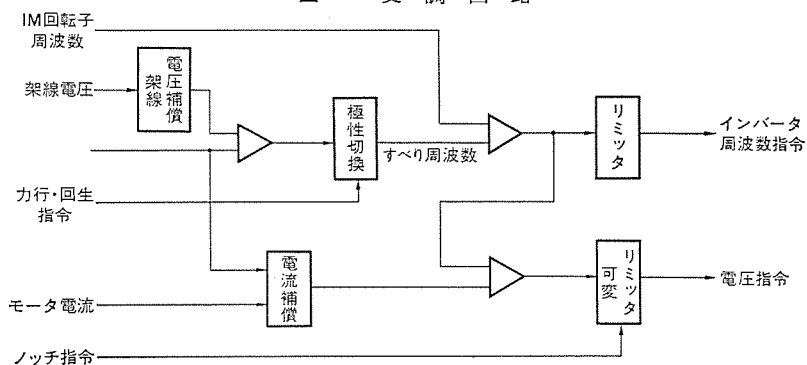 IM回転子
周波数
架線電圧
架線
電圧補償
極性切換
すべり周波数
リミッタ
インバータ
周波数指令
力行・回生
指令
電流補償
可変
リミッタ
電圧指令
モータ電流
ノッチ指令